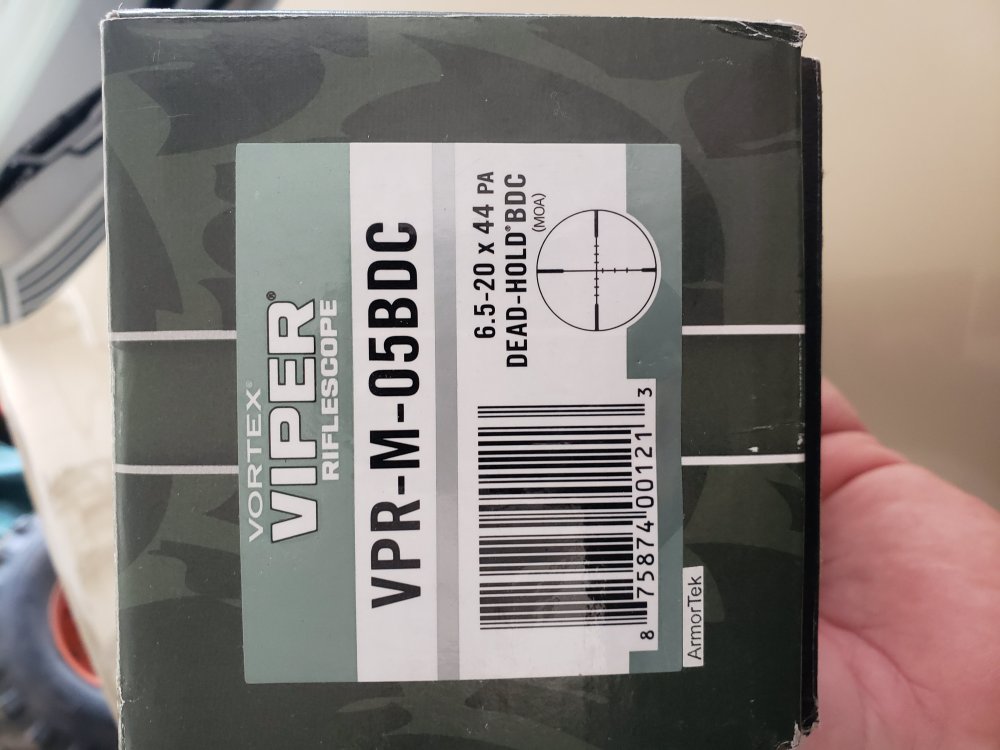 VORTEX®
VIPER®
RIFLESCOPE
VPR-M-05BDC
6.5-20 x 44 PA
DEAD-HOLD® BDC
(MOA)
8 75874 00121 3
ArmorTek